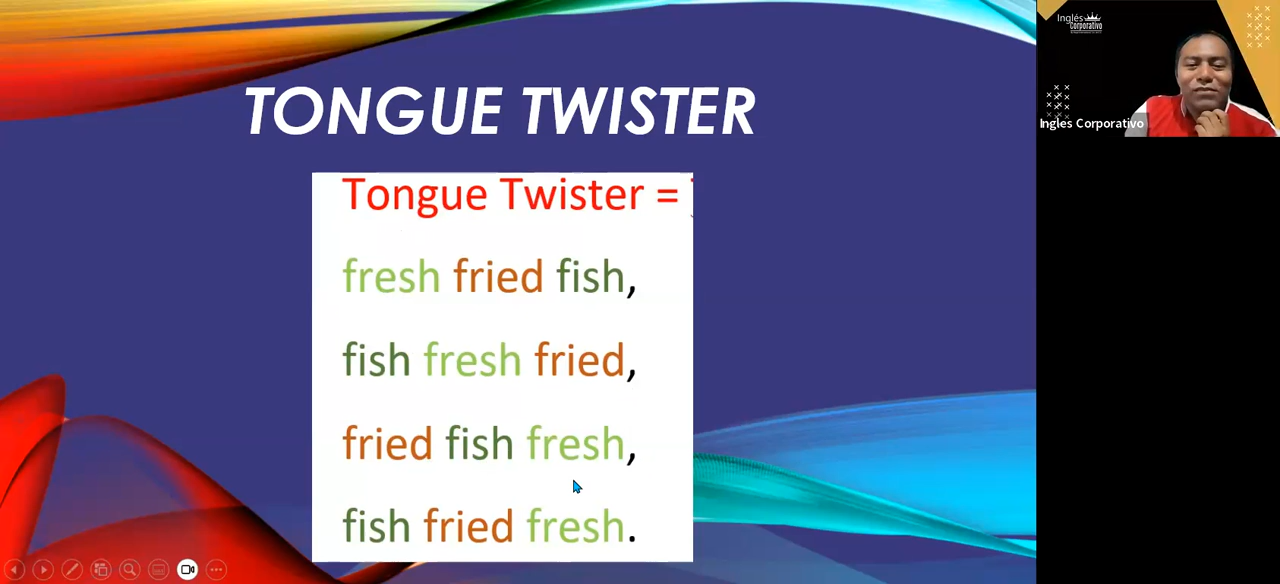 TONGUE TWISTER
Tongue Twister =
fresh fried fish,
fish fresh fried,
fried fish fresh,
fish fried fresh.
Inglés
Corporativo
Ingles Corporativo